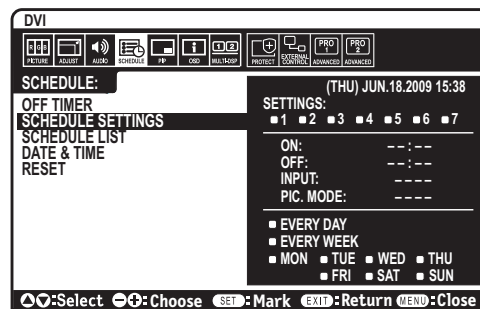 DVI
RGB PICTURE ADJUST AUDIO SCHEDULE PIP OSD 1 2 MULTI-DSP PROTECT EXTERNAL CONTROL PRO 1 ADVANCED PRO 2 ADVANCED
SCHEDULE:
OFF TIMER
SCHEDULE SETTINGS
SCHEDULE LIST
DATE & TIME
RESET
(THU) JUN.18.2009 15:38
SETTINGS:
1 2 3 4 5 6 7
ON: --:--
OFF: --:--
INPUT: ----
PIC. MODE: ----
EVERY DAY
EVERY WEEK
MON TUE WED THU
FRI SAT SUN
:Select :Choose SET:Mark EXIT:Return MENU:Close